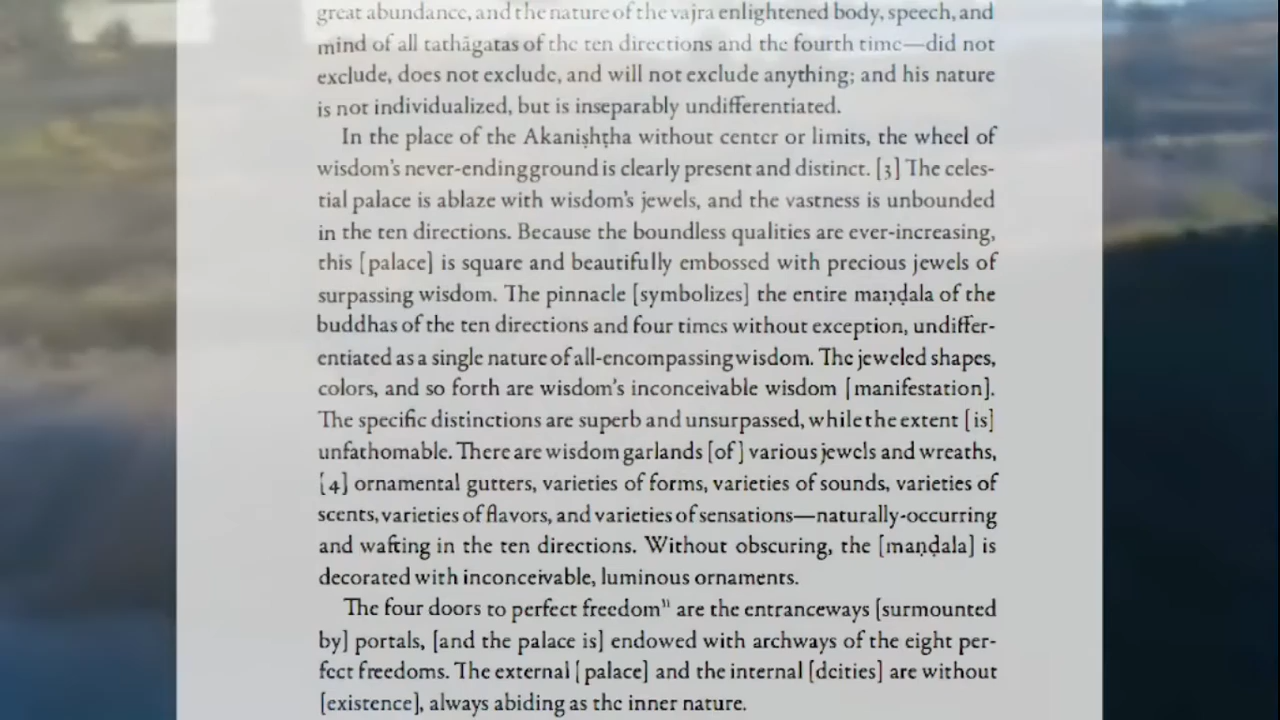 great abundance, and the nature of the vajra enlightened body, speech, and
mind of all tathāgatas of the ten directions and the fourth time—did not
exclude, does not exclude, and will not exclude anything; and his nature
is not individualized, but is inseparably undifferentiated.
In the place of the Akaniṣhṭha without center or limits, the wheel of
wisdom's never-ending ground is clearly present and distinct. [3] The celes-
tial palace is ablaze with wisdom's jewels, and the vastness is unbounded
in the ten directions. Because the boundless qualities are ever-increasing,
this [palace] is square and beautifully embossed with precious jewels of
surpassing wisdom. The pinnacle [symbolizes] the entire maṇḍala of the
buddhas of the ten directions and four times without exception, undiffer-
entiated as a single nature of all-encompassing wisdom. The jeweled shapes,
colors, and so forth are wisdom's inconceivable wisdom [manifestation].
The specific distinctions are superb and unsurpassed, while the extent [is]
unfathomable. There are wisdom garlands [of] various jewels and wreaths,
[4] ornamental gutters, varieties of forms, varieties of sounds, varieties of
scents, varieties of flavors, and varieties of sensations—naturally-occurring
and wafting in the ten directions. Without obscuring, the [maṇḍala] is
decorated with inconceivable, luminous ornaments.
The four doors to perfect freedom¹¹ are the entranceways [surmounted
by] portals, [and the palace is] endowed with archways of the eight per-
fect freedoms. The external [palace] and the internal [deities] are without
[existence], always abiding as the inner nature.